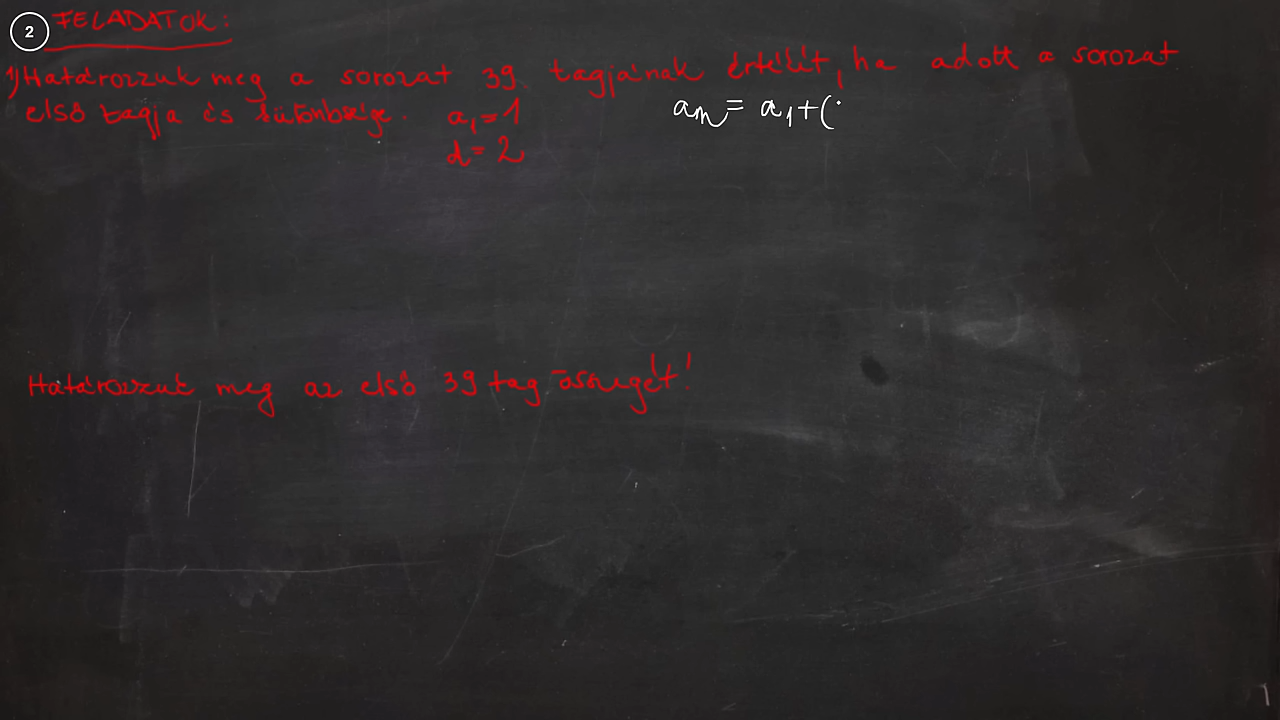 2 FELADATOK:
1) Határozzuk meg a sorozat 39 tagjának értékét, ha adott a sorozat
első tagja és különbsége. a₁=1
d=2
aₙ= a₁+(
Határozzuk meg az első 39 tag összegét!